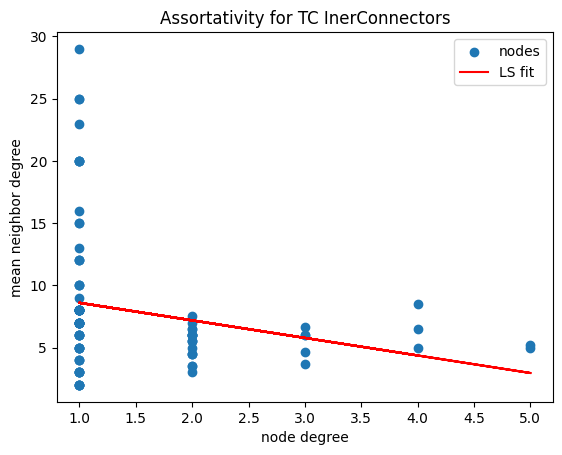 Assortativity for TC InerConnectors
nodes
LS fit
mean neighbor degree
30
25
20
15
10
5
1.0 1.5 2.0 2.5 3.0 3.5 4.0 4.5 5.0
node degree